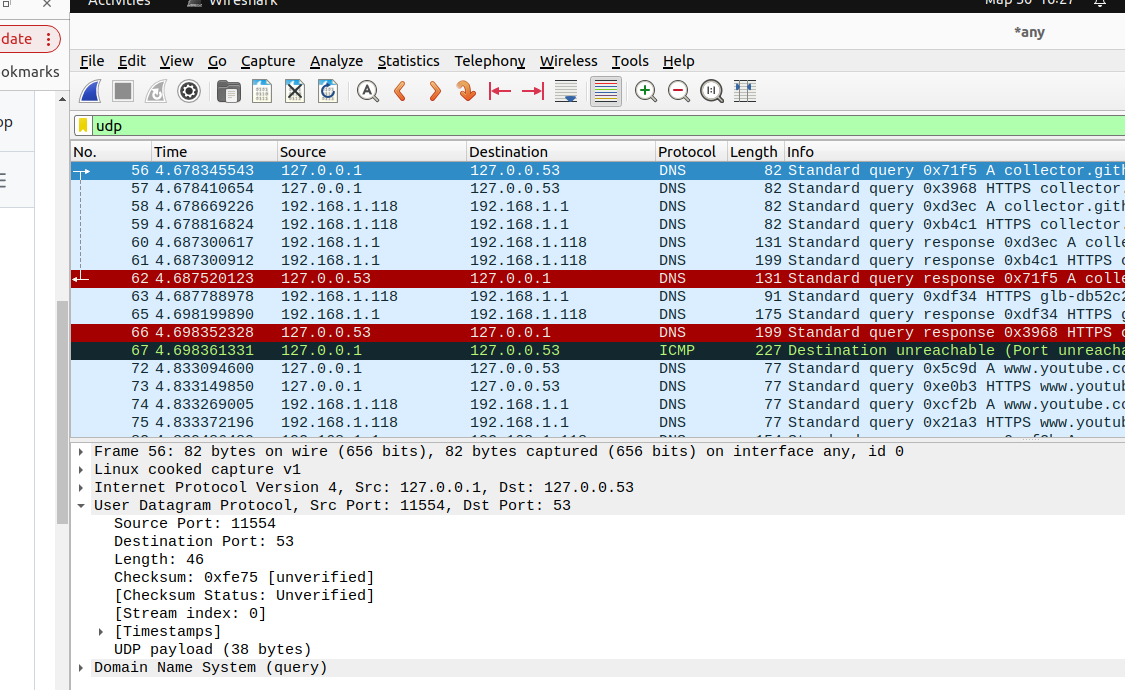 Activities Wireshark
date
okmarks
op
*any
File Edit View Go Capture Analyze Statistics Telephony Wireless Tools Help
udp
No. Time Source Destination Protocol Length Info
56 4.678345543 127.0.0.1 127.0.0.53 DNS 82 Standard query 0x71f5 A collector.gith
57 4.678410654 127.0.0.1 127.0.0.53 DNS 82 Standard query 0x3968 HTTPS collector.
58 4.678669226 192.168.1.118 192.168.1.1 DNS 82 Standard query 0xd3ec A collector.gith
59 4.678816824 192.168.1.118 192.168.1.1 DNS 82 Standard query 0xb4c1 HTTPS collector.
60 4.687300617 192.168.1.1 192.168.1.118 DNS 131 Standard query response 0xd3ec A colle
61 4.687300912 192.168.1.1 192.168.1.118 DNS 199 Standard query response 0xb4c1 HTTPS c
62 4.687520123 127.0.0.53 127.0.0.1 DNS 131 Standard query response 0x71f5 A colle
63 4.687788978 192.168.1.118 192.168.1.1 DNS 91 Standard query 0xdf34 HTTPS glb-db52c2
65 4.698199890 192.168.1.1 192.168.1.118 DNS 175 Standard query response 0xdf34 HTTPS g
66 4.698352328 127.0.0.53 127.0.0.1 DNS 199 Standard query response 0x3968 HTTPS c
67 4.698361331 127.0.0.1 127.0.0.53 ICMP 227 Destination unreachable (Port unreacha
72 4.833094600 127.0.0.1 127.0.0.53 DNS 77 Standard query 0x5c9d A www.youtube.co
73 4.833149850 127.0.0.1 127.0.0.53 DNS 77 Standard query 0xe0b3 HTTPS www.youtub
74 4.833269005 192.168.1.118 192.168.1.1 DNS 77 Standard query 0xcf2b A www.youtube.co
75 4.833372196 192.168.1.118 192.168.1.1 DNS 77 Standard query 0x21a3 HTTPS www.youtub
Frame 56: 82 bytes on wire (656 bits), 82 bytes captured (656 bits) on interface any, id 0
Linux cooked capture v1
Internet Protocol Version 4, Src: 127.0.0.1, Dst: 127.0.0.53
User Datagram Protocol, Src Port: 11554, Dst Port: 53
Source Port: 11554
Destination Port: 53
Length: 46
Checksum: 0xfe75 [unverified]
[Checksum Status: Unverified]
[Stream index: 0]
[Timestamps]
UDP payload (38 bytes)
Domain Name System (query)